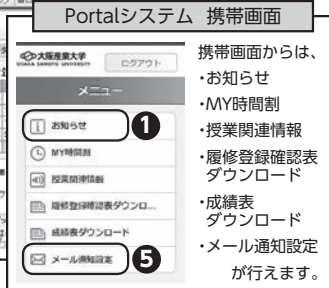 Portalシステム 携帯画面
大阪産業大学
OSAKA SANGYO UNIVERSITY
ログアウト
メニュー
お知らせ
1
MY時間割
授業関連情報
履修登録確認表ダウンロ...
成績表ダウンロード
メール通知設定
5
携帯画面からは、
・お知らせ
・MY時間割
・授業関連情報
・履修登録確認表
ダウンロード
・成績表
ダウンロード
・メール通知設定
が行えます。